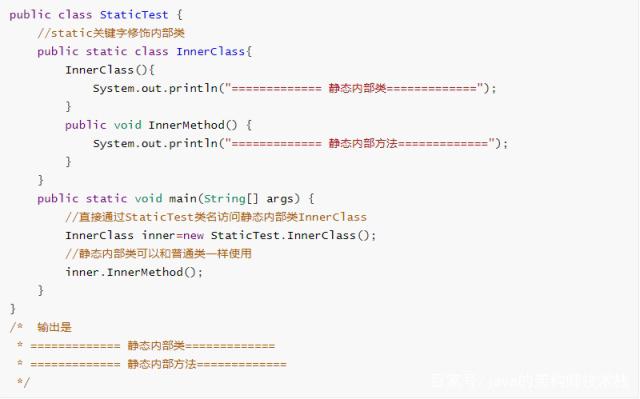 public class StaticTest {
    //static关键字修饰内部类
    public static class InnerClass{
        InnerClass(){
            System.out.println("============= 静态内部类=============");
        }
        public void InnerMethod() {
            System.out.println("============= 静态内部方法=============");
        }
    }
    public static void main(String[] args) {
        //直接通过StaticTest类名访问静态内部类InnerClass
        InnerClass inner=new StaticTest.InnerClass();
        //静态内部类可以和普通类一样使用
        inner.InnerMethod();
    }
}
/*  输出是
 * ============= 静态内部类=============
 * ============= 静态内部方法=============
 */
百家号/java的架构师技术栈